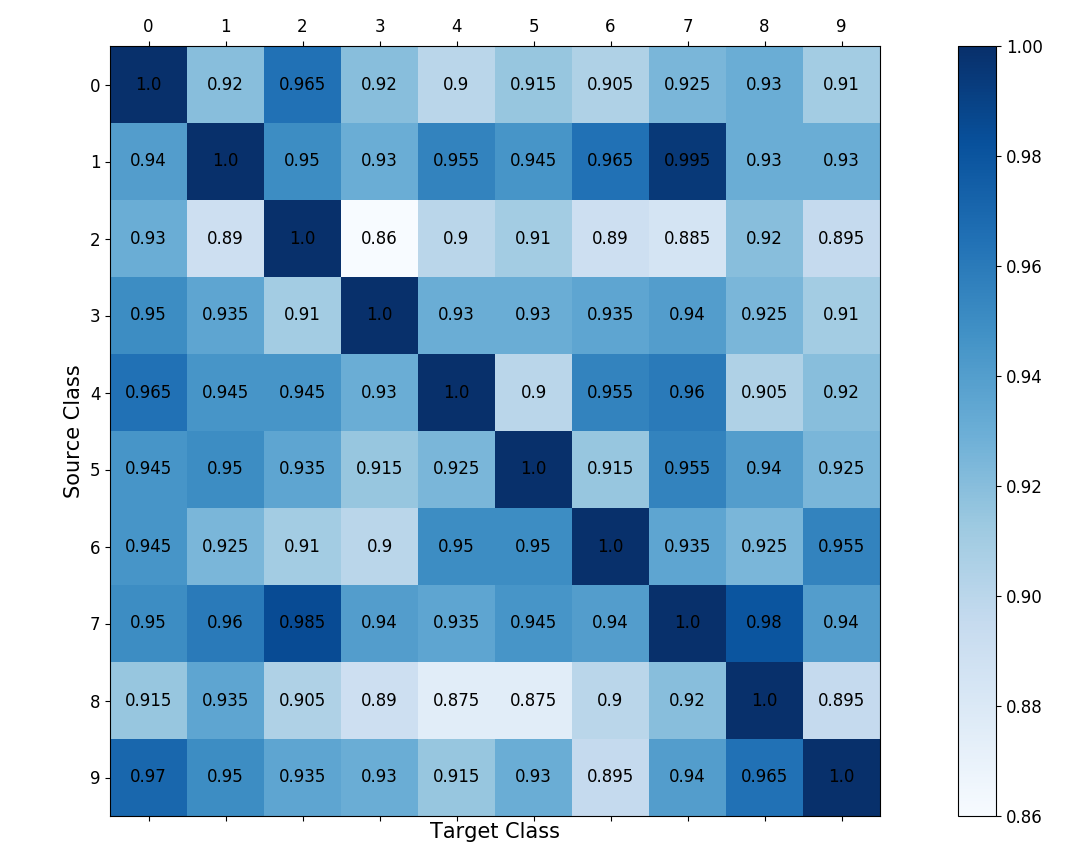 0 1 2 3 4 5 6 7 8 9
0 1.0 0.92 0.965 0.92 0.9 0.915 0.905 0.925 0.93 0.91
1 0.94 1.0 0.95 0.93 0.955 0.945 0.965 0.995 0.93 0.93
2 0.93 0.89 1.0 0.86 0.9 0.91 0.89 0.885 0.92 0.895
3 0.95 0.935 0.91 1.0 0.93 0.93 0.935 0.94 0.925 0.91
4 0.965 0.945 0.945 0.93 1.0 0.9 0.955 0.96 0.905 0.92
5 0.945 0.95 0.935 0.915 0.925 1.0 0.915 0.955 0.94 0.925
6 0.945 0.925 0.91 0.9 0.95 0.95 1.0 0.935 0.925 0.955
7 0.95 0.96 0.985 0.94 0.935 0.945 0.94 1.0 0.98 0.94
8 0.915 0.935 0.905 0.89 0.875 0.875 0.9 0.92 1.0 0.895
9 0.97 0.95 0.935 0.93 0.915 0.93 0.895 0.94 0.965 1.0
Source Class
Target Class
1.00
0.98
0.96
0.94
0.92
0.90
0.88
0.86